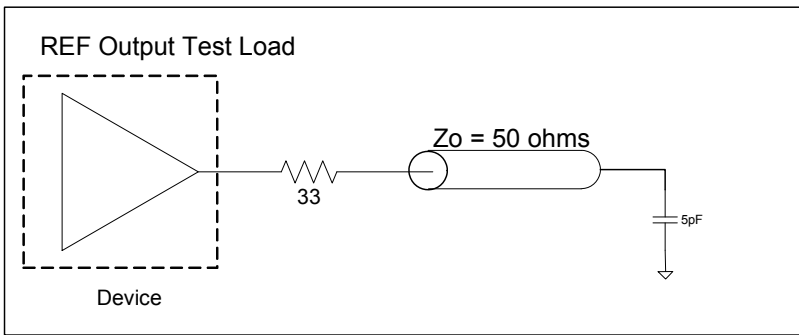 REF Output Test Load
Zo = 50 ohms
33
5pF
Device